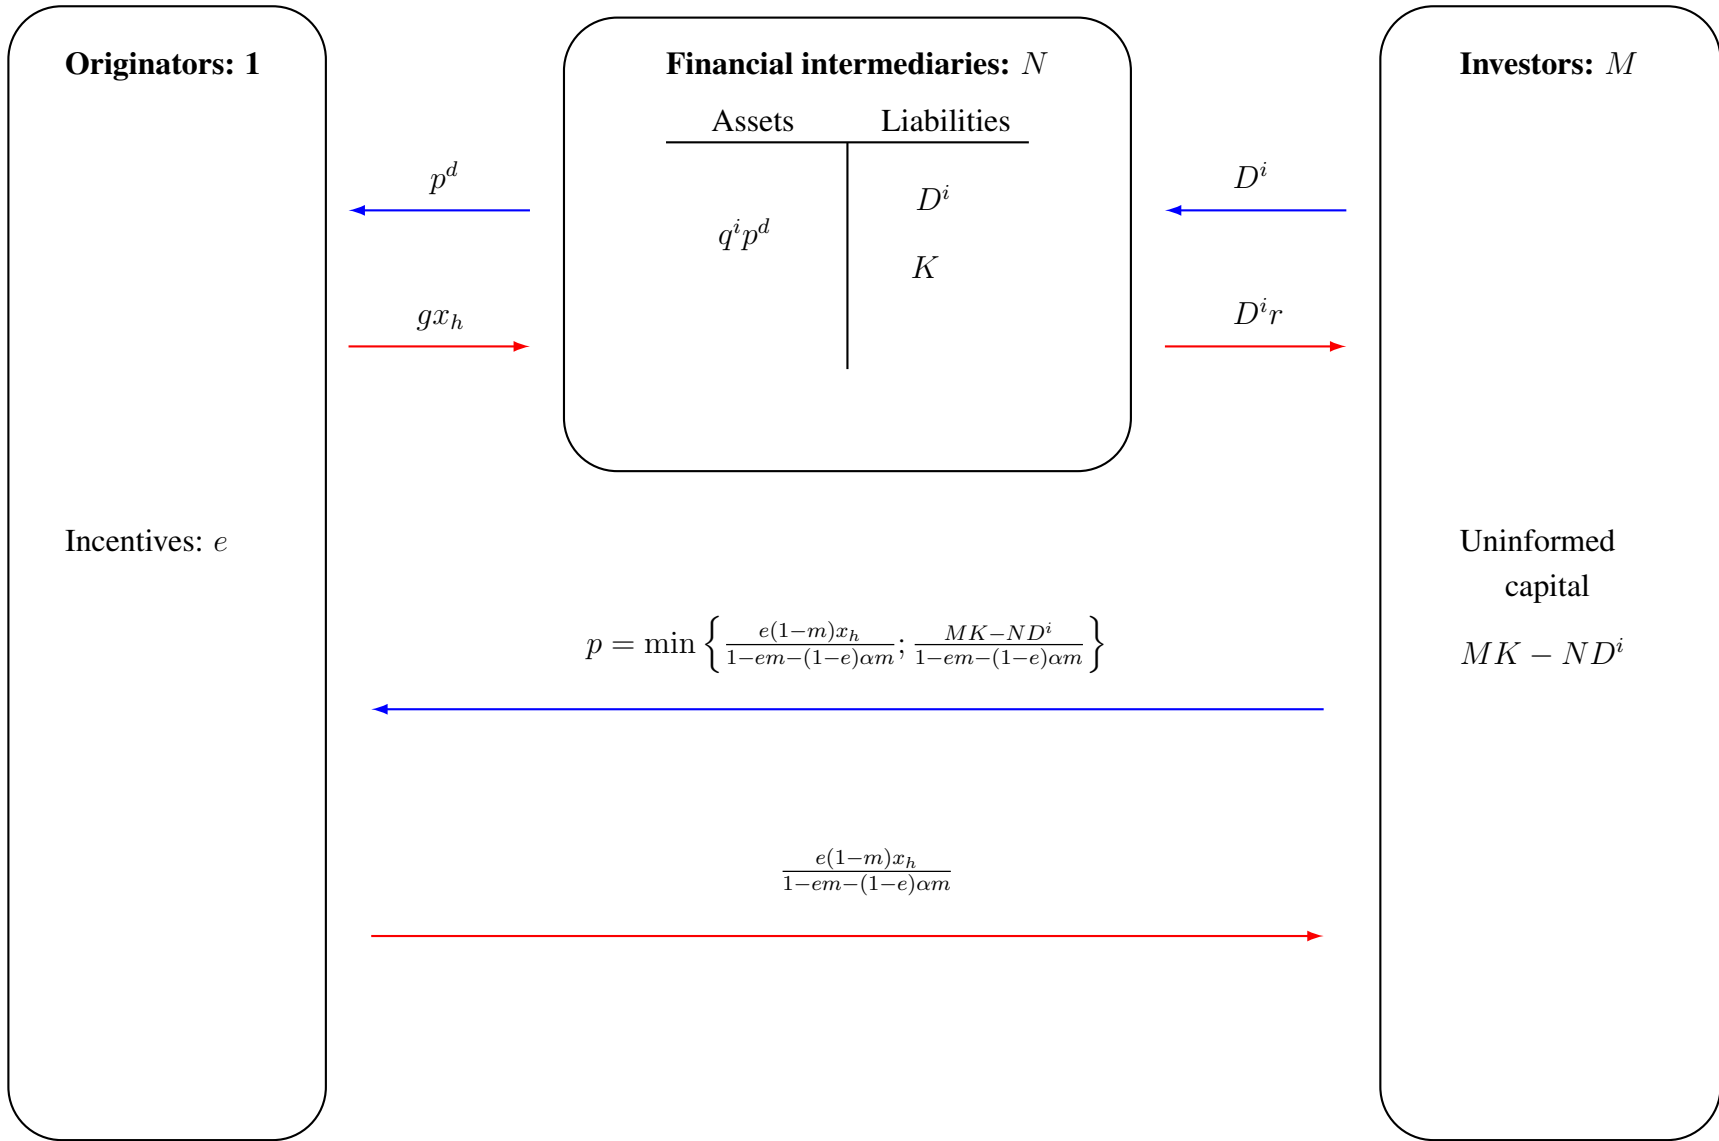 Originators: 1
Incentives: e
Financial intermediaries: N
Assets Liabilities
D^i
q^i p^d
K
p^d
gx_h
D^i
D^i r
p = min { e(1−m)x_h / 1−em−(1−e)αm ; MK−ND^i / 1−em−(1−e)αm }
e(1−m)x_h / 1−em−(1−e)αm
Investors: M
Uninformed
capital
MK − ND^i